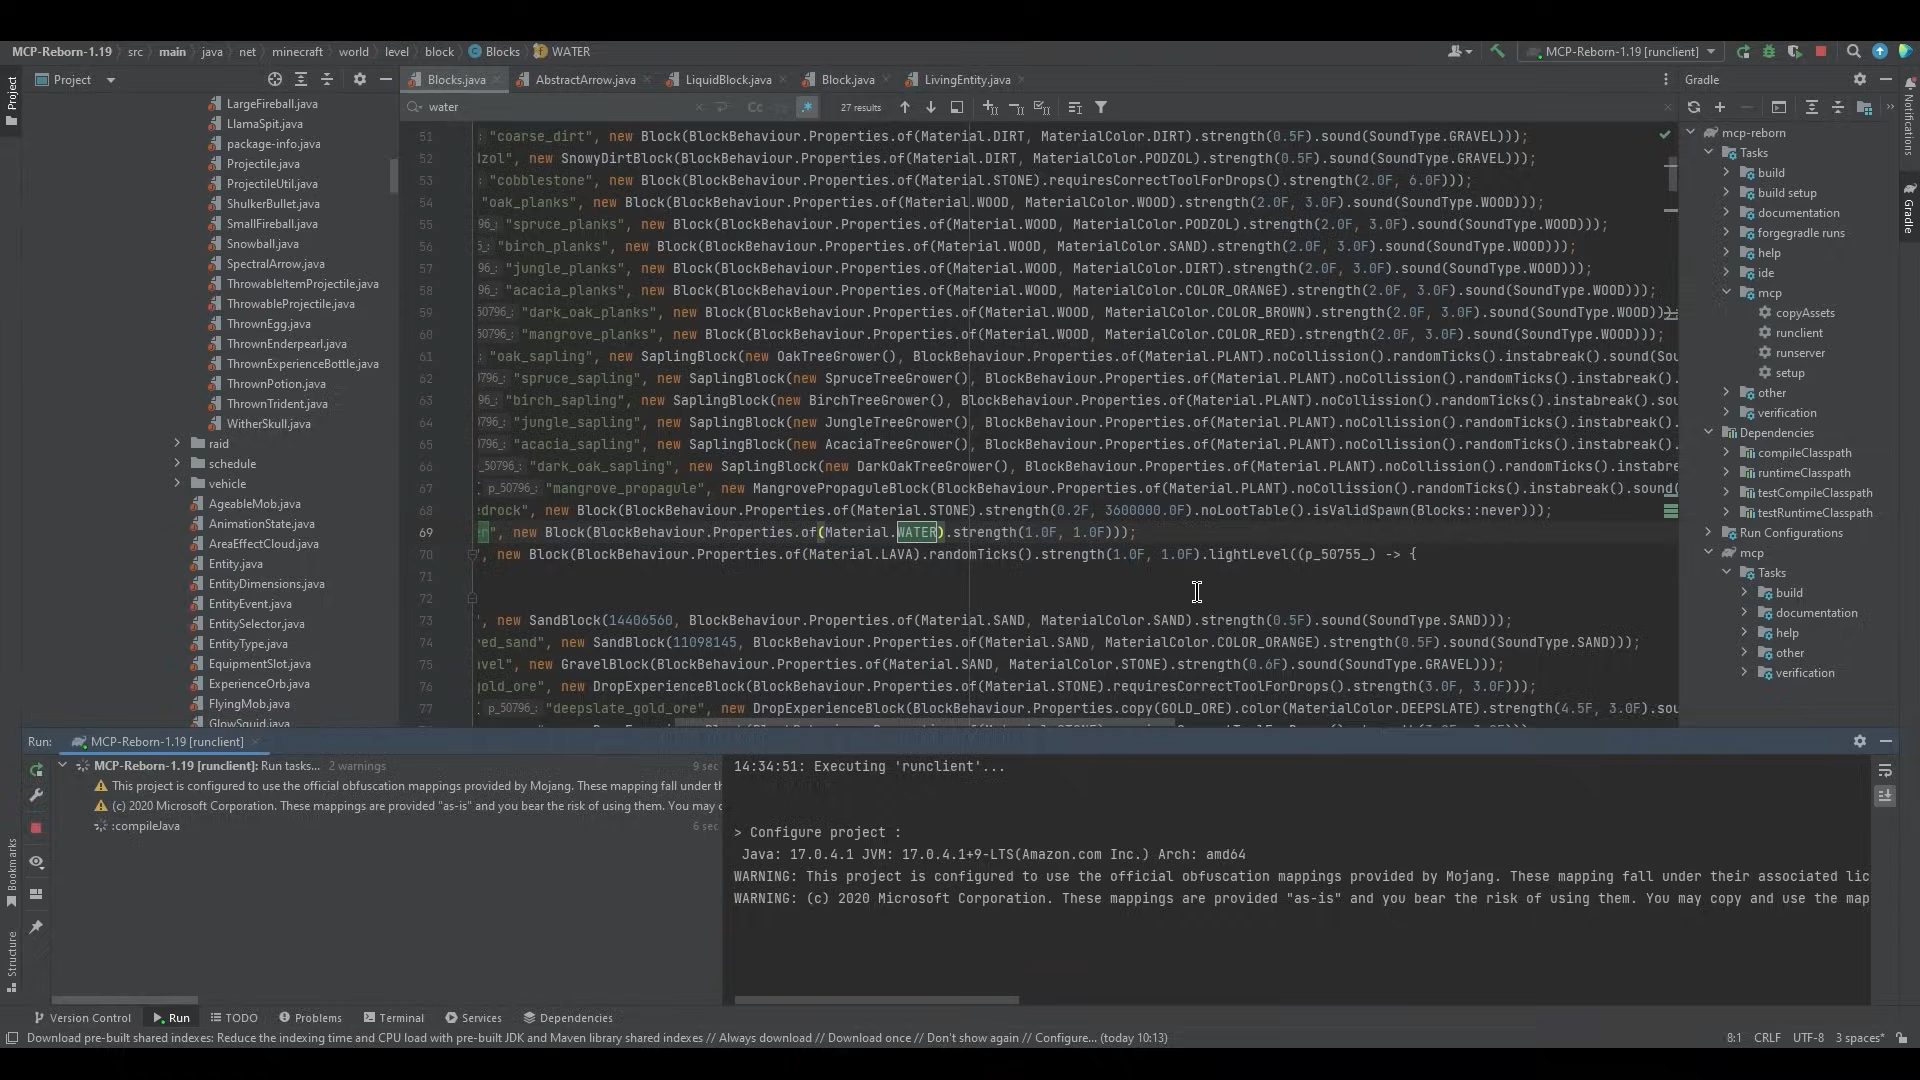 MCP-Reborn-1.19 src main java net minecraft world level block Blocks WATER
MCP-Reborn-1.19 [runclient]
Project
Blocks.java AbstractArrow.java LiquidBlock.java Block.java LivingEntity.java
Gradle
water Cc .* 27 results
Project
Notifications
Gradle
LargeFireball.java
LlamaSpit.java
package-info.java
Projectile.java
ProjectileUtil.java
ShulkerBullet.java
SmallFireball.java
Snowball.java
SpectralArrow.java
ThrowableItemProjectile.java
ThrowableProjectile.java
ThrownEgg.java
ThrownEnderpearl.java
ThrownExperienceBottle.java
ThrownPotion.java
ThrownTrident.java
WitherSkull.java
raid
schedule
vehicle
AgeableMob.java
AnimationState.java
AreaEffectCloud.java
Entity.java
EntityDimensions.java
EntityEvent.java
EntitySelector.java
EntityType.java
EquipmentSlot.java
ExperienceOrb.java
FlyingMob.java
GlowSquid.java
51 : "coarse_dirt", new Block(BlockBehaviour.Properties.of(Material.DIRT, MaterialColor.DIRT).strength(0.5F).sound(SoundType.GRAVEL)));
52 lzol", new SnowyDirtBlock(BlockBehaviour.Properties.of(Material.DIRT, MaterialColor.PODZOL).strength(0.5F).sound(SoundType.GRAVEL)));
53 : "cobblestone", new Block(BlockBehaviour.Properties.of(Material.STONE).requiresCorrectToolForDrops().strength(2.0F, 6.0F)));
54 "oak_planks", new Block(BlockBehaviour.Properties.of(Material.WOOD, MaterialColor.WOOD).strength(2.0F, 3.0F).sound(SoundType.WOOD)));
55 96_: "spruce_planks", new Block(BlockBehaviour.Properties.of(Material.WOOD, MaterialColor.PODZOL).strength(2.0F, 3.0F).sound(SoundType.WOOD)));
56 5_: "birch_planks", new Block(BlockBehaviour.Properties.of(Material.WOOD, MaterialColor.SAND).strength(2.0F, 3.0F).sound(SoundType.WOOD)));
57 96_: "jungle_planks", new Block(BlockBehaviour.Properties.of(Material.WOOD, MaterialColor.DIRT).strength(2.0F, 3.0F).sound(SoundType.WOOD)));
58 96_: "acacia_planks", new Block(BlockBehaviour.Properties.of(Material.WOOD, MaterialColor.COLOR_ORANGE).strength(2.0F, 3.0F).sound(SoundType.WOOD)));
59 50796_: "dark_oak_planks", new Block(BlockBehaviour.Properties.of(Material.WOOD, MaterialColor.COLOR_BROWN).strength(2.0F, 3.0F).sound(SoundType.WOOD)));
60 50796_: "mangrove_planks", new Block(BlockBehaviour.Properties.of(Material.WOOD, MaterialColor.COLOR_RED).strength(2.0F, 3.0F).sound(SoundType.WOOD)));
61 : "oak_sapling", new SaplingBlock(new OakTreeGrower(), BlockBehaviour.Properties.of(Material.PLANT).noCollission().randomTicks().instabreak().sound(Sou
62 796_: "spruce_sapling", new SaplingBlock(new SpruceTreeGrower(), BlockBehaviour.Properties.of(Material.PLANT).noCollission().randomTicks().instabreak().
63 96_: "birch_sapling", new SaplingBlock(new BirchTreeGrower(), BlockBehaviour.Properties.of(Material.PLANT).noCollission().randomTicks().instabreak().sou
64 796_: "jungle_sapling", new SaplingBlock(new JungleTreeGrower(), BlockBehaviour.Properties.of(Material.PLANT).noCollission().randomTicks().instabreak().
65 796_: "acacia_sapling", new SaplingBlock(new AcaciaTreeGrower(), BlockBehaviour.Properties.of(Material.PLANT).noCollission().randomTicks().instabreak().
66 _50796_: "dark_oak_sapling", new SaplingBlock(new DarkOakTreeGrower(), BlockBehaviour.Properties.of(Material.PLANT).noCollission().randomTicks().instabre
67 p_50796_: "mangrove_propagule", new MangrovePropaguleBlock(BlockBehaviour.Properties.of(Material.PLANT).noCollission().randomTicks().instabreak().sound(
68 edrock", new Block(BlockBehaviour.Properties.of(Material.STONE).strength(0.2F, 3600000.0F).noLootTable().isValidSpawn(Blocks::never)));
69 er", new Block(BlockBehaviour.Properties.of(Material.WATER).strength(1.0F, 1.0F)));
70 , new Block(BlockBehaviour.Properties.of(Material.LAVA).randomTicks().strength(1.0F, 1.0F).lightLevel((p_50755_) -> {
71
72
73 ", new SandBlock(14406560, BlockBehaviour.Properties.of(Material.SAND, MaterialColor.SAND).strength(0.5F).sound(SoundType.SAND)));
74 red_sand", new SandBlock(11098145, BlockBehaviour.Properties.of(Material.SAND, MaterialColor.COLOR_ORANGE).strength(0.5F).sound(SoundType.SAND)));
75 avel", new GravelBlock(BlockBehaviour.Properties.of(Material.SAND, MaterialColor.STONE).strength(0.6F).sound(SoundType.GRAVEL)));
76 gold_ore", new DropExperienceBlock(BlockBehaviour.Properties.of(Material.STONE).requiresCorrectToolForDrops().strength(3.0F, 3.0F)));
77 p_50796_: "deepslate_gold_ore", new DropExperienceBlock(BlockBehaviour.Properties.copy(GOLD_ORE).color(MaterialColor.DEEPSLATE).strength(4.5F, 3.0F).sou
mcp-reborn
Tasks
build
build setup
documentation
forgegradle runs
help
ide
mcp
copyAssets
runclient
runserver
setup
other
verification
Dependencies
compileClasspath
runtimeClasspath
testCompileClasspath
testRuntimeClasspath
Run Configurations
mcp
Tasks
build
documentation
help
other
verification
Run: MCP-Reborn-1.19 [runclient]
MCP-Reborn-1.19 [runclient]: Run tasks... 2 warnings 9 sec
This project is configured to use the official obfuscation mappings provided by Mojang. These mapping fall under th
(c) 2020 Microsoft Corporation. These mappings are provided "as-is" and you bear the risk of using them. You may c
:compileJava 6 sec
14:34:51: Executing 'runclient'...
> Configure project :
Java: 17.0.4.1 JVM: 17.0.4.1+9-LTS(Amazon.com Inc.) Arch: amd64
WARNING: This project is configured to use the official obfuscation mappings provided by Mojang. These mapping fall under their associated lic
WARNING: (c) 2020 Microsoft Corporation. These mappings are provided "as-is" and you bear the risk of using them. You may copy and use the map
Bookmarks
Structure
Version Control Run TODO Problems Terminal Services Dependencies
Download pre-built shared indexes: Reduce the indexing time and CPU load with pre-built JDK and Maven library shared indexes // Always download // Download once // Don't show again // Configure... (today 10:13)
8:1 CRLF UTF-8 3 spaces*